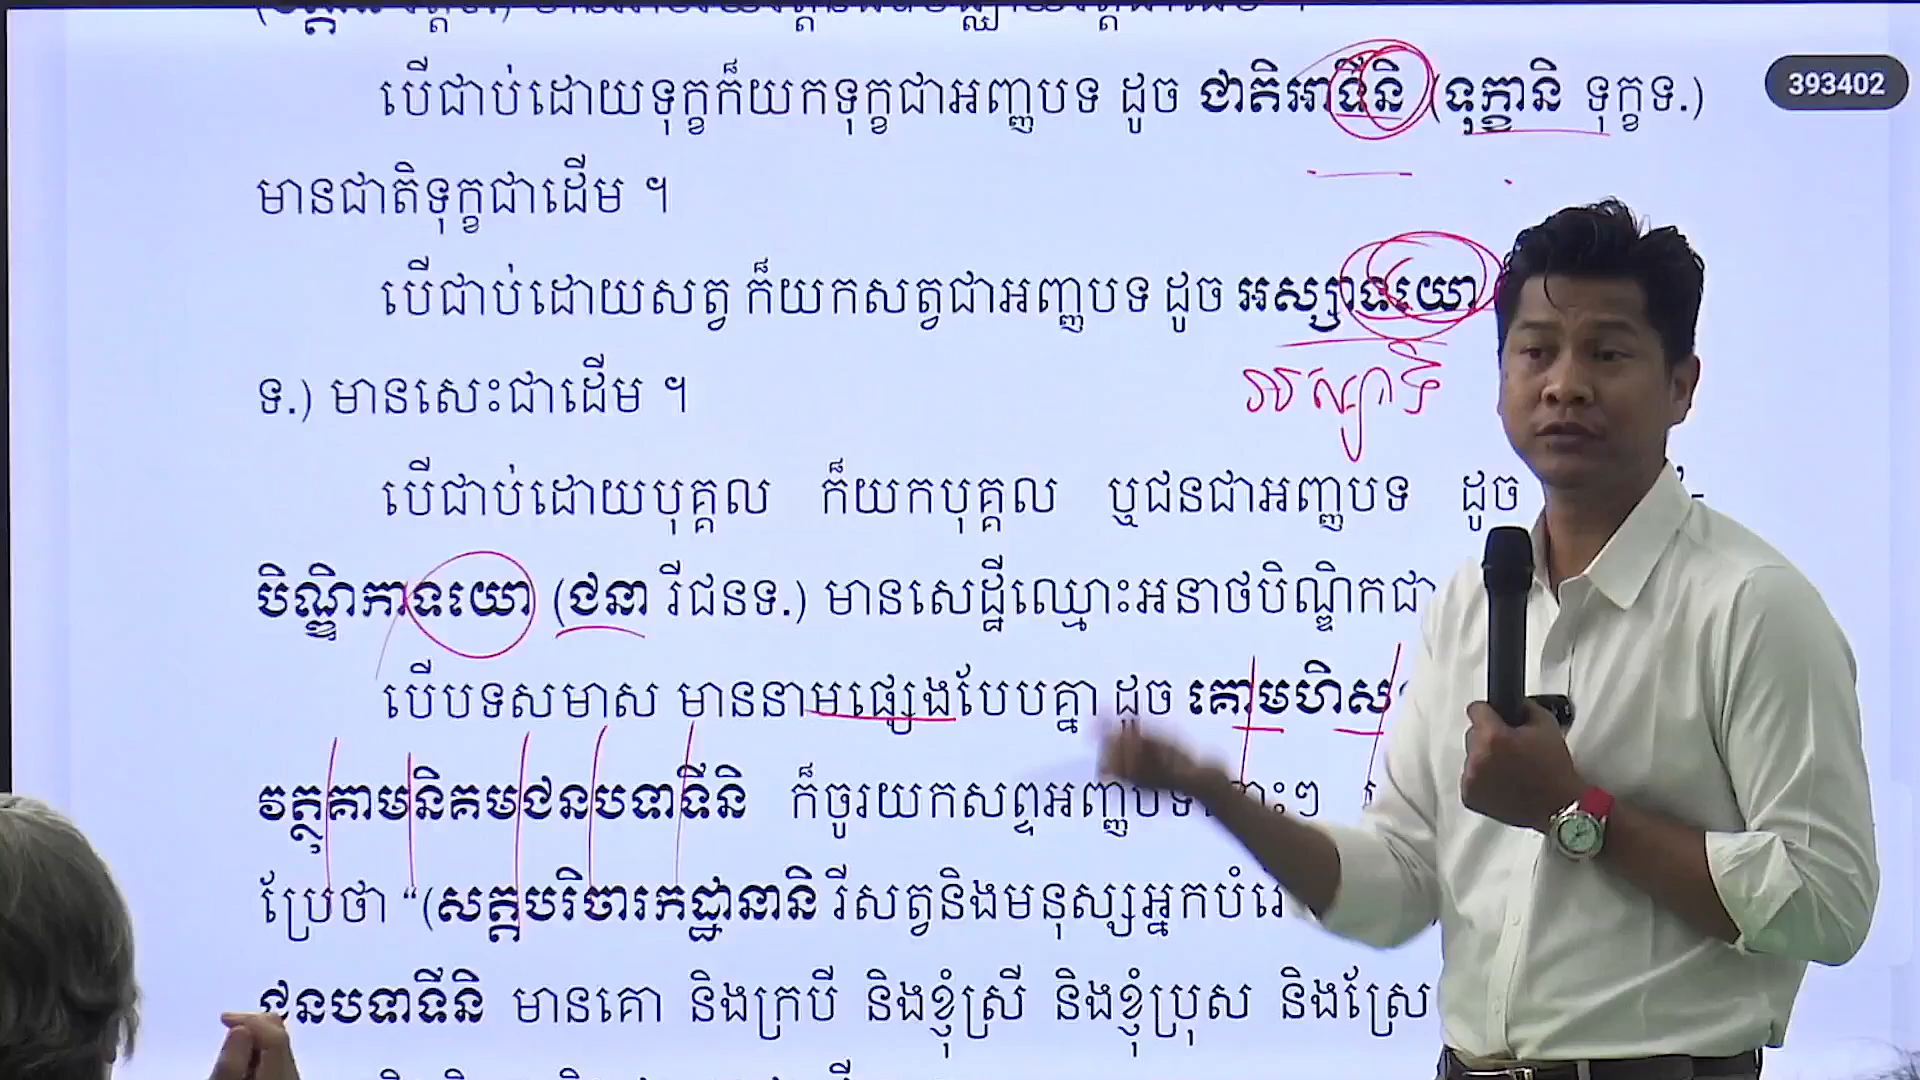 បើជាប់ដោយទុក្ខក៏យកទុក្ខជាអញ្ញបទ ដូច ជាតិអាទីនិ (ទុក្ខានិ ទុក្ខទ.)
393402
មានជាតិទុក្ខជាដើម ។
បើជាប់ដោយសត្វ ក៏យកសត្វជាអញ្ញបទ ដូច អស្សាទយោ
អស្សាទិ
ទ.) មានសេះជាដើម ។
បើជាប់ដោយបុគ្គល ក៏យកបុគ្គល ឬជនជាអញ្ញបទ ដូច
បិណ្ឌិកាទយោ (ជនា រីជនទ.) មានសេដ្ឋីឈ្មោះអនាថបិណ្ឌិកជា
បើបទសមាស មាននាមផ្សេងបែបគ្នា ដូច គោមហិស
វត្ថុគាមនិគមជនបទាទីនិ ក៏ចូរយកសព្ទអញ្ញបទ
ប្រែថា “(សត្តបរិចារកដ្ឋានានិ រីសត្វនិងមនុស្សអ្នកបំរើ
ជនបទាទីនិ មានគោ និងក្របី និងខ្ញុំស្រី និងខ្ញុំប្រុស និងស្រែ